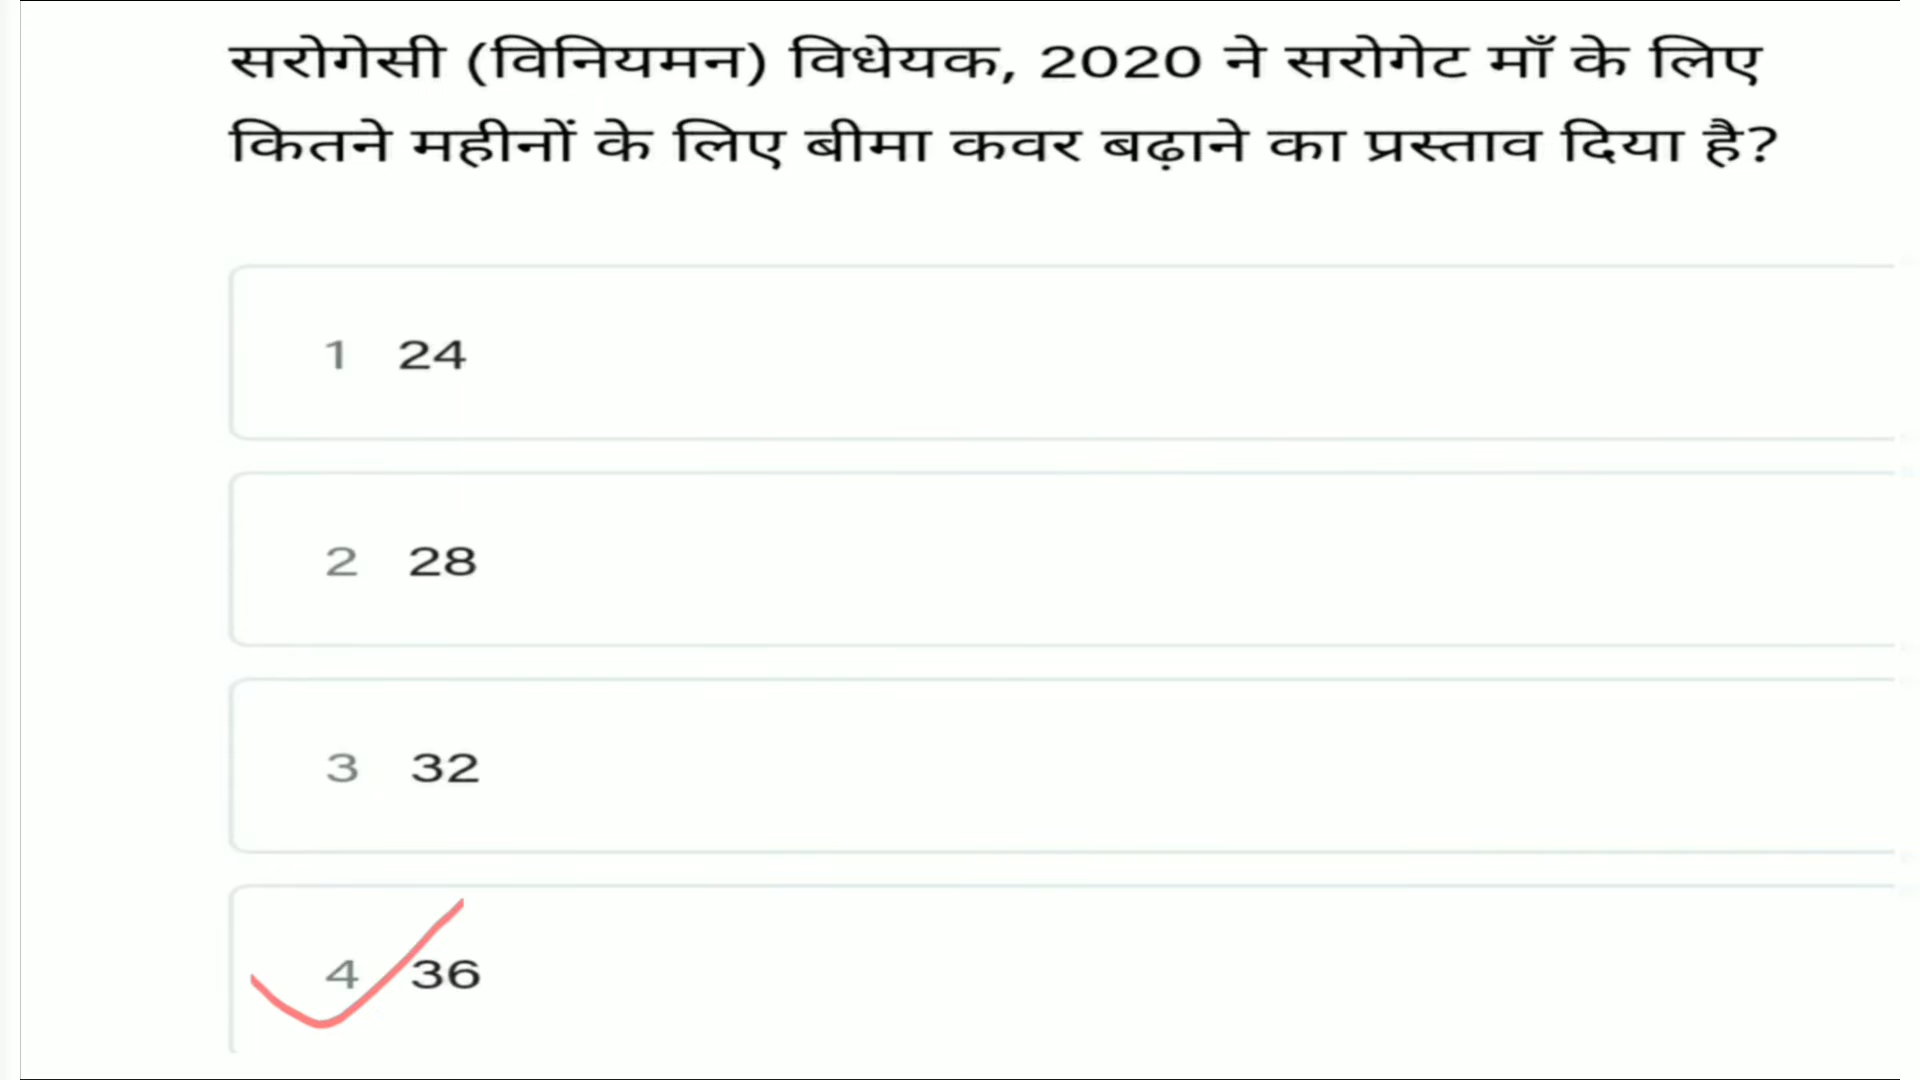 सरोगेसी (विनियमन) विधेयक, 2020 ने सरोगेट माँ के लिए
कितने महीनों के लिए बीमा कवर बढ़ाने का प्रस्ताव दिया है?
1 24
2 28
3 32
4 36